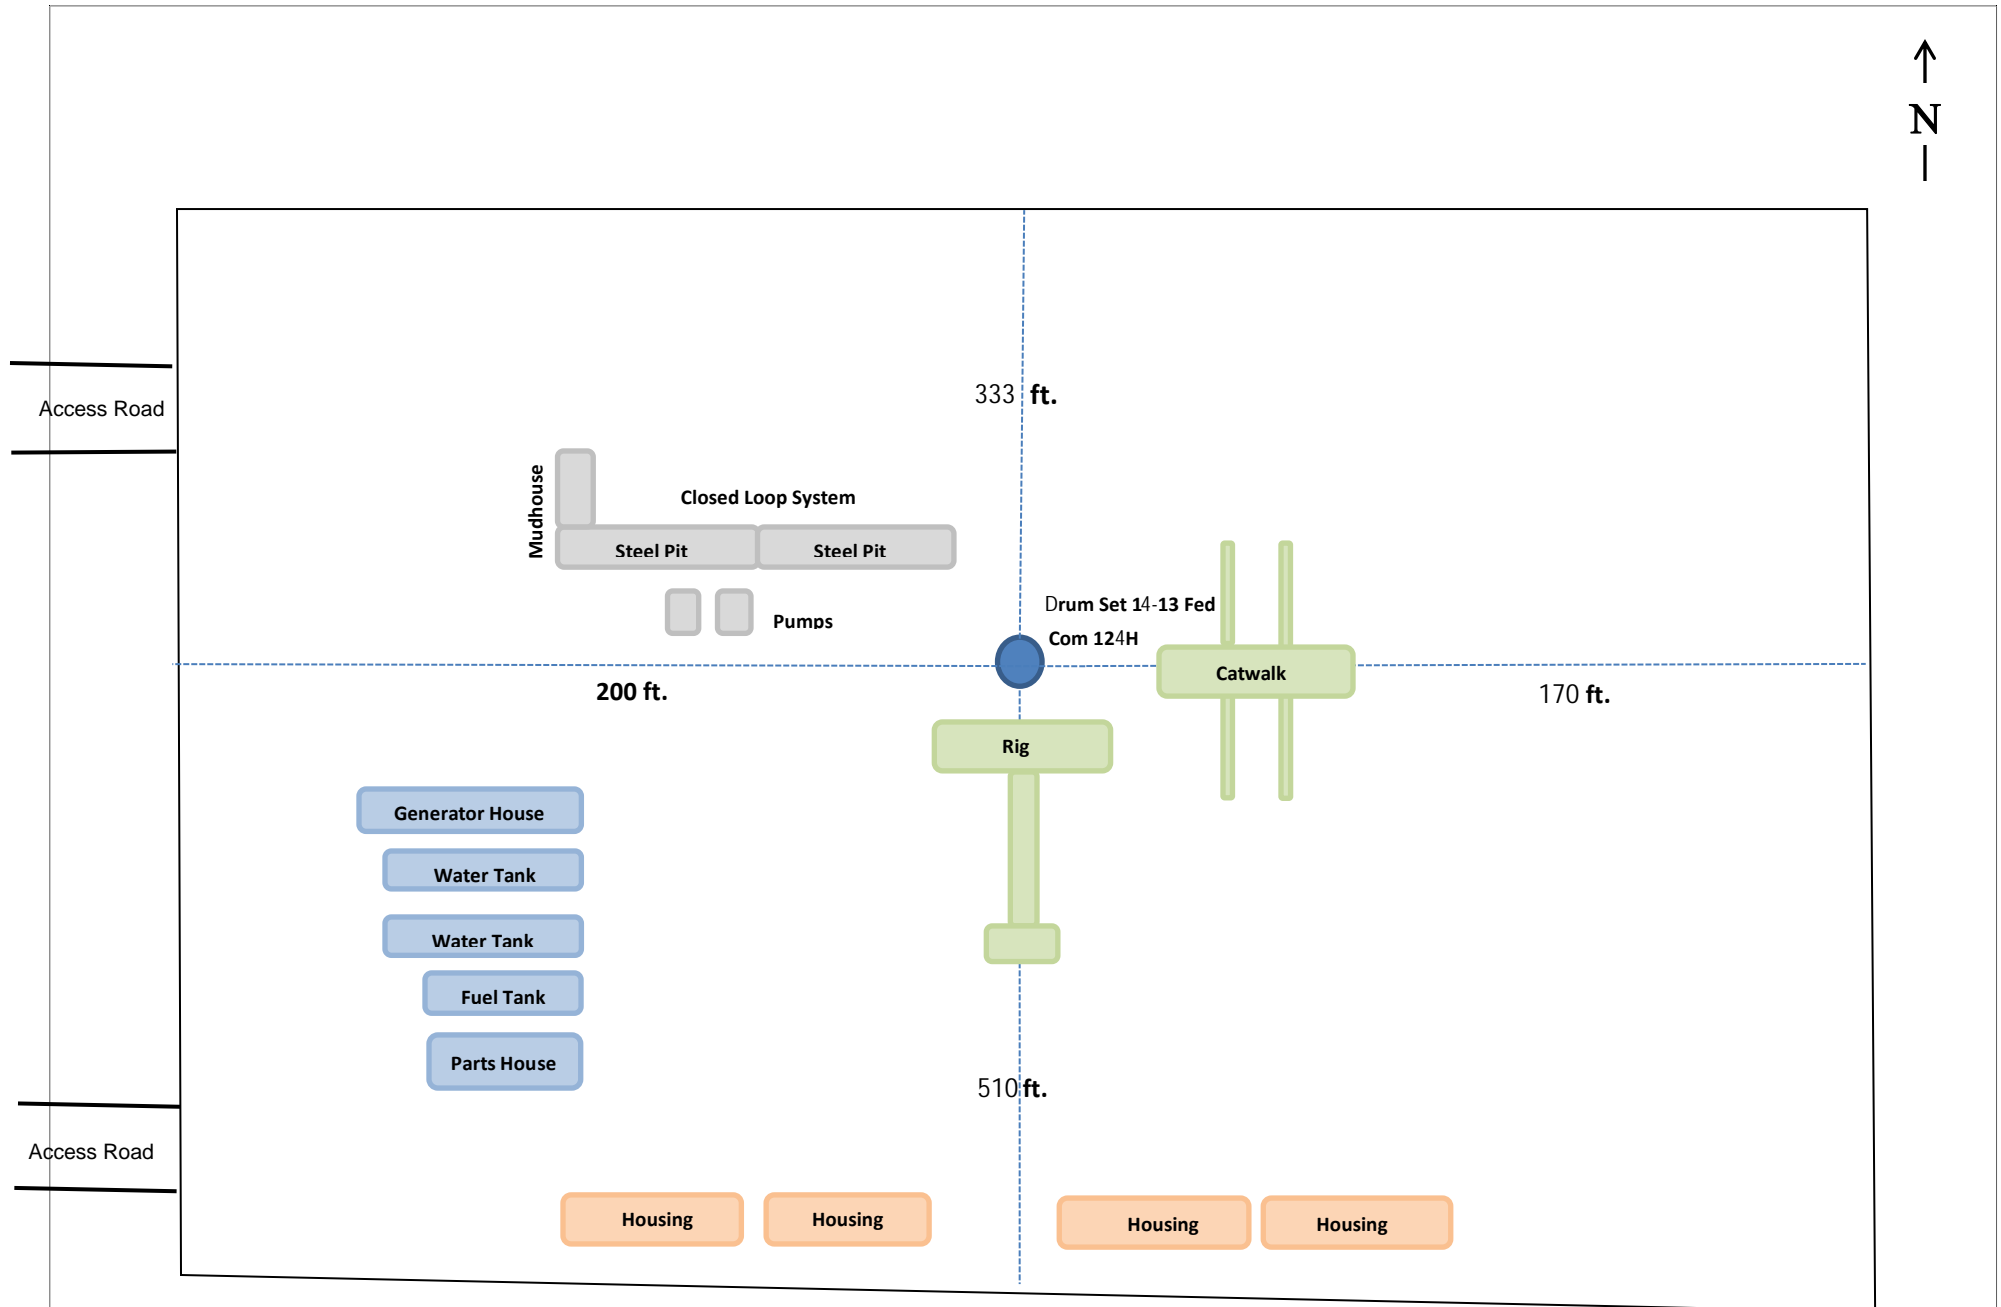 N
Access Road
333 ft.
Mudhouse
Closed Loop System
Steel Pit
Steel Pit
Drum Set 14-13 Fed
Com 124H
Pumps
Catwalk
200 ft.
170 ft.
Rig
Generator House
Water Tank
Water Tank
Fuel Tank
Parts House
510 ft.
Access Road
Housing
Housing
Housing
Housing